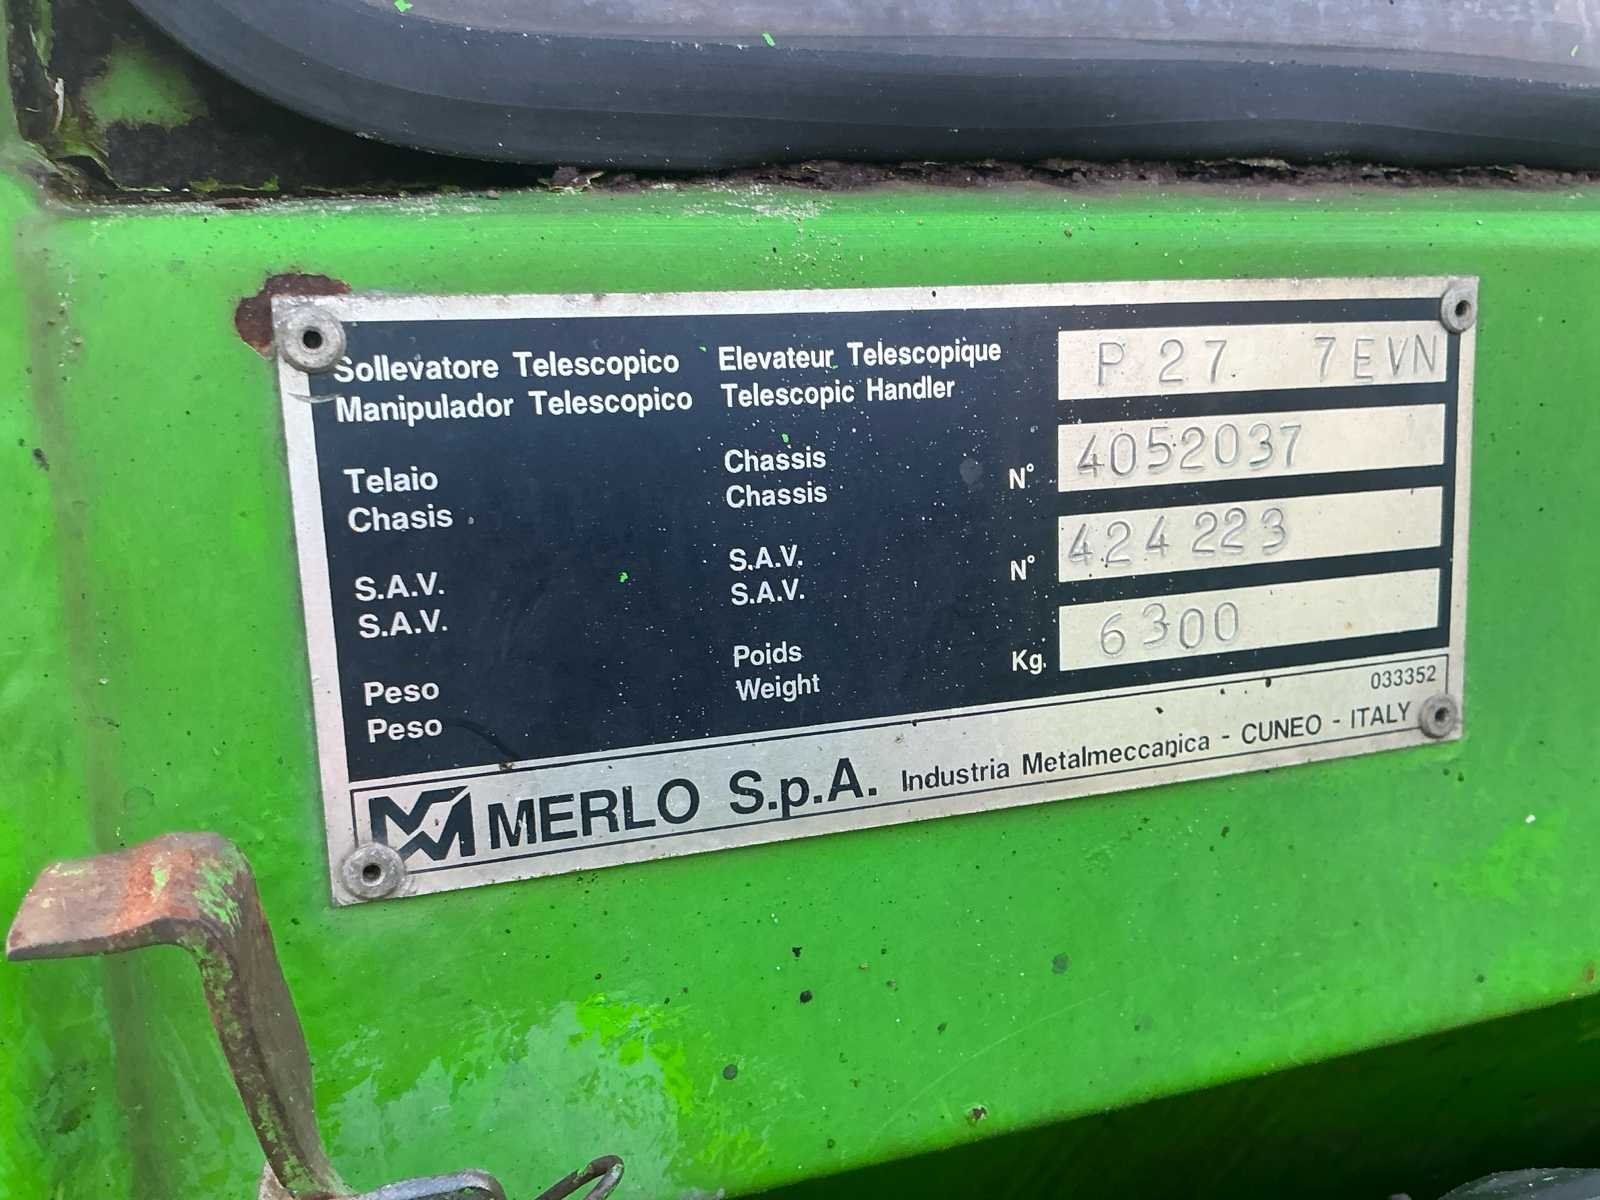 Sollevatore Telescopico Elevateur Telescopique P 27 7EVN
Manipulador Telescopico Telescopic Handler
Telaio Chassis N° 4052037
Chasis Chassis
S.A.V. S.A.V. N° 424223
S.A.V. S.A.V.
Peso Poids Kg. 6300
Peso Weight
033352
MERLO S.p.A. Industria Metalmeccanica - CUNEO - ITALY